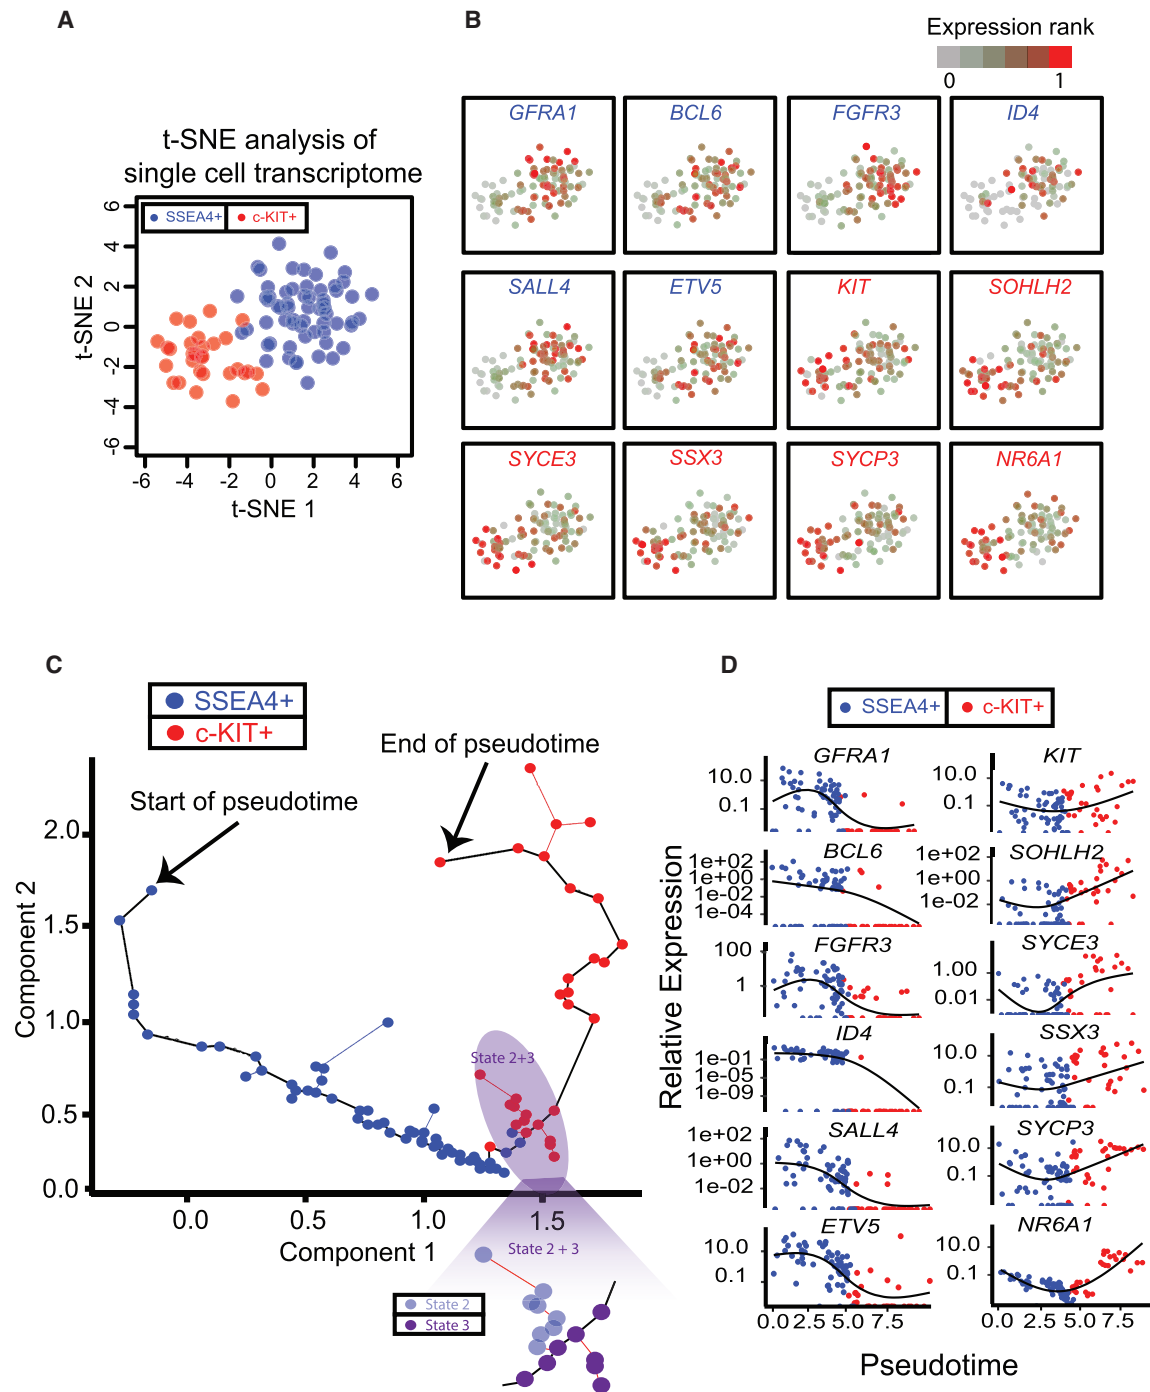 A
t-SNE analysis of
single cell transcriptome
SSEA4+ c-KIT+
6
4
2
0
-2
-4
-6
t-SNE 2
-6 -4 -2 0 2 4 6
t-SNE 1
B
Expression rank
0 1
GFRA1 BCL6 FGFR3 ID4
SALL4 ETV5 KIT SOHLH2
SYCE3 SSX3 SYCP3 NR6A1
C
SSEA4+
c-KIT+
Start of pseudotime
End of pseudotime
Component 2
2.0
1.5
1.0
0.5
0.0
State 2+3
0.0 0.5 1.0 1.5
Component 1
State 2 + 3
State 2
State 3
D
SSEA4+ c-KIT+
Relative Expression
GFRA1
10.0
0.1
KIT
10.0
0.1
BCL6
1e+02
1e+00
1e-02
1e-04
SOHLH2
1e+02
1e+00
1e-02
FGFR3
100
1
SYCE3
1.00
0.01
ID4
1e-01
1e-05
1e-09
SSX3
10.0
0.1
SALL4
1e+02
1e+00
1e-02
SYCP3
10.0
0.1
ETV5
10.0
0.1
NR6A1
10.0
0.1
0.0 2.5 5.0 7.5
0.0 2.5 5.0 7.5
Pseudotime